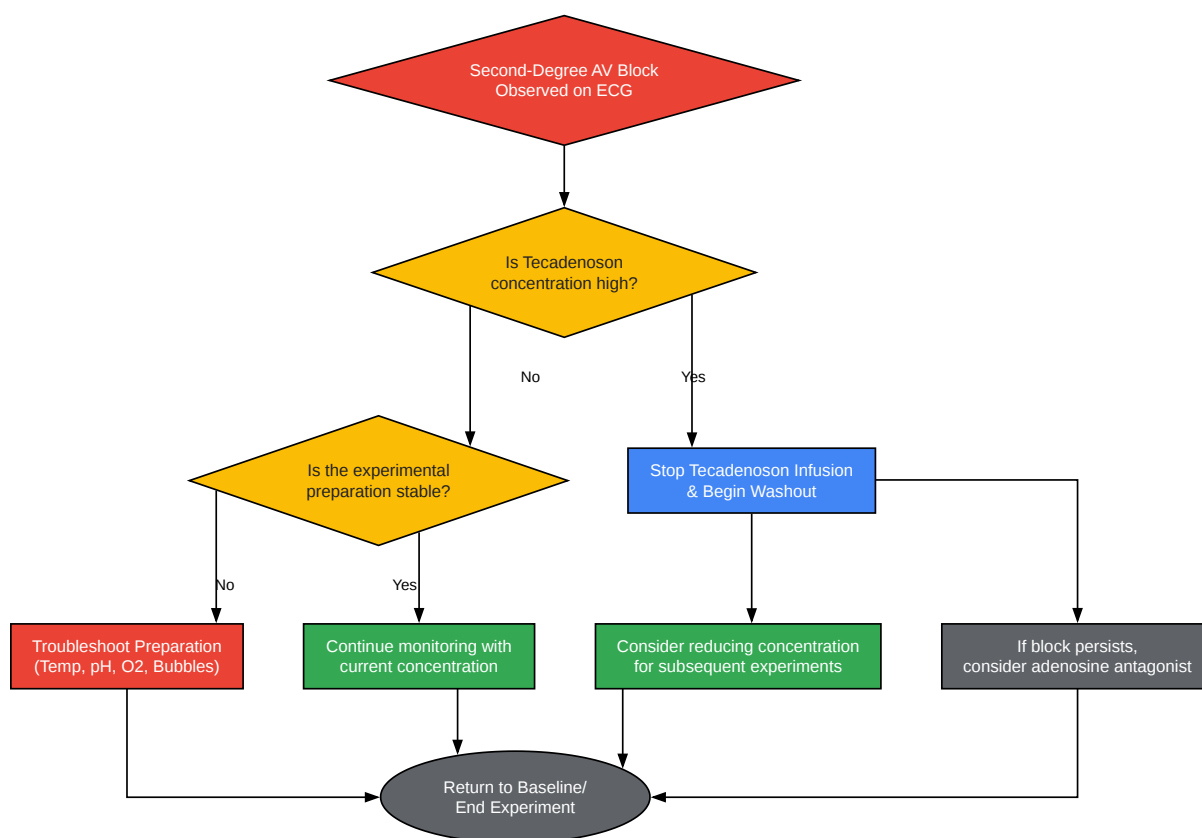 Second-Degree AV Block
Observed on ECG
Is Tecadenoson
concentration high?
No
Yes
Is the experimental
preparation stable?
Stop Tecadenoson Infusion
& Begin Washout
No
Yes
Troubleshoot Preparation
(Temp, pH, O2, Bubbles)
Continue monitoring with
current concentration
Consider reducing concentration
for subsequent experiments
If block persists,
consider adenosine antagonist
Return to Baseline/
End Experiment